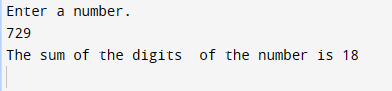 Enter a number.
729
The sum of the digits  of the number is 18